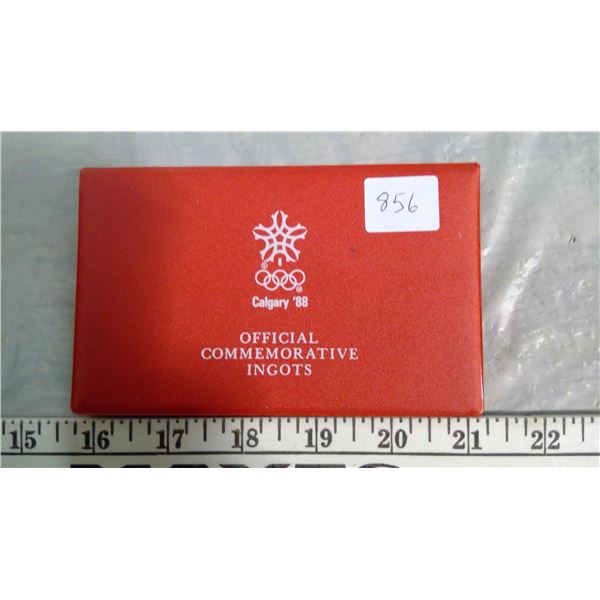 856
Calgary '88
OFFICIAL
COMMEMORATIVE
INGOTS
15 16 17 18 19 20 21 22